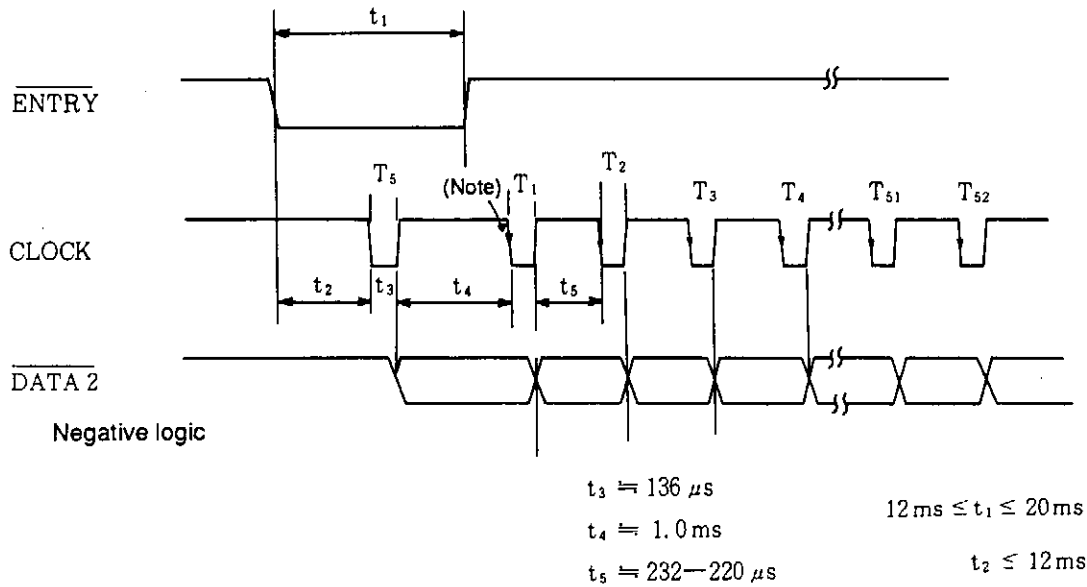 t₁
ENTRY
T₅
(Note)
T₁
T₂
T₃
T₄
T₅₁
T₅₂
CLOCK
t₂
t₃
t₄
t₅
DATA 2
Negative logic
t₃ ≒ 136 μs
t₄ ≒ 1.0 ms
t₅ ≒ 232—220 μs
12 ms ≤ t₁ ≤ 20 ms
t₂ ≤ 12 ms